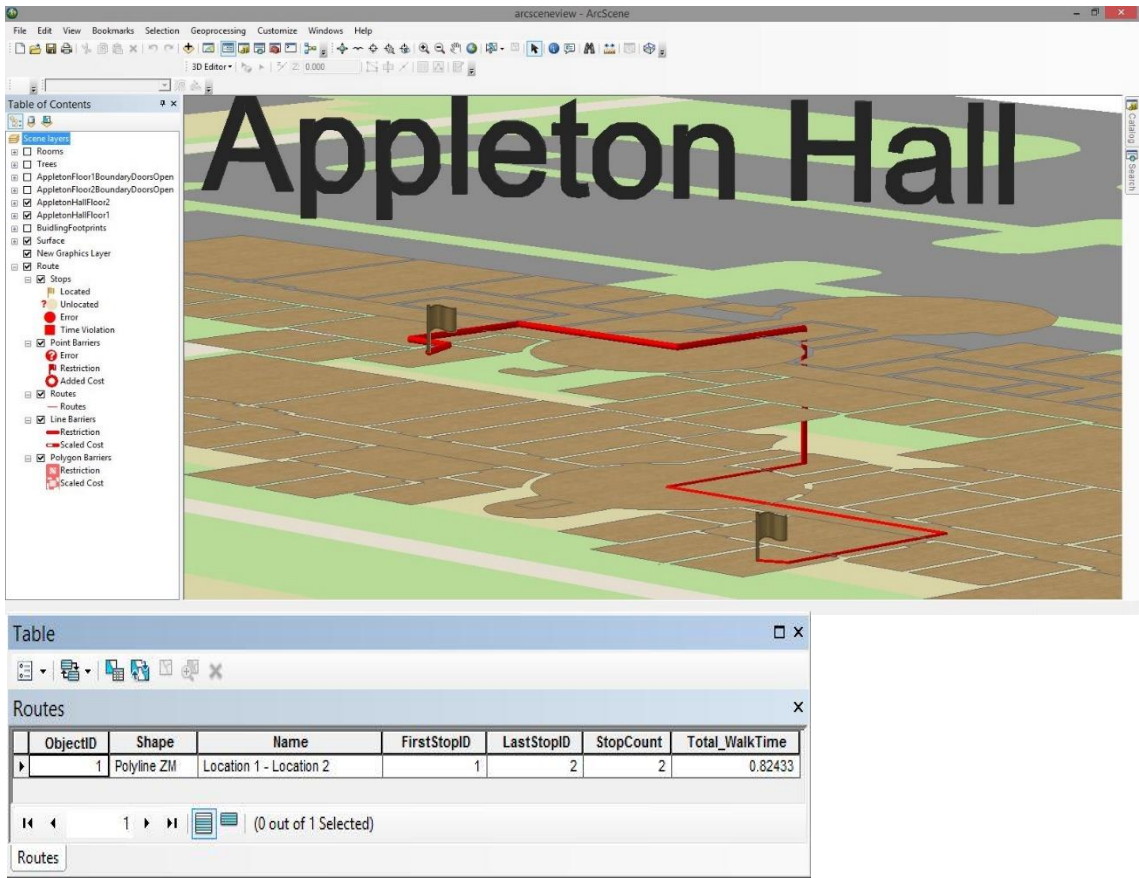 arcsceneview - ArcScene
File Edit View Bookmarks Selection Geoprocessing Customize Windows Help
3D Editor
0.000
Table of Contents
Scene layers
Rooms
Trees
AppletonFloor1BoundaryDoorsOpen
AppletonFloor2BoundaryDoorsOpen
AppletonHallFloor2
AppletonHallFloor1
BuidlingFootprints
Surface
New Graphics Layer
Route
Stops
Located
Unlocated
Error
Time Violation
Point Barriers
Error
Restriction
Added Cost
Routes
Routes
Line Barriers
Restriction
Scaled Cost
Polygon Barriers
Restriction
Scaled Cost
Appleton Hall
Catalog
Search
Table
Routes
ObjectID Shape Name FirstStopID LastStopID StopCount Total_WalkTime
1 Polyline ZM Location 1 - Location 2 1 2 2 0.82433
1 (0 out of 1 Selected)
Routes